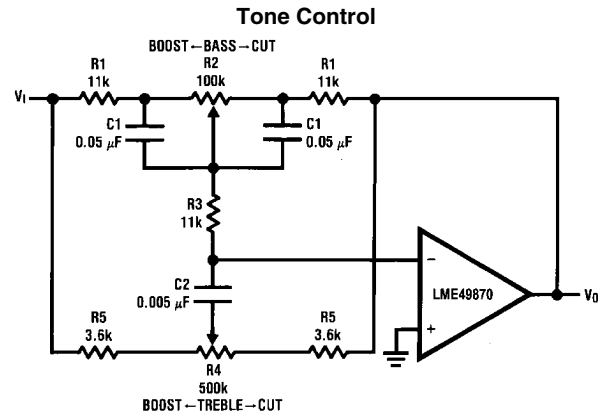 Tone Control
BOOST←BASS→CUT
R1
11k
R2
100k
R1
11k
VI
C1
0.05 μF
C1
0.05 μF
R3
11k
C2
0.005 μF
−
LME49870
+
VO
R5
3.6k
R5
3.6k
R4
500k
BOOST←TREBLE→CUT